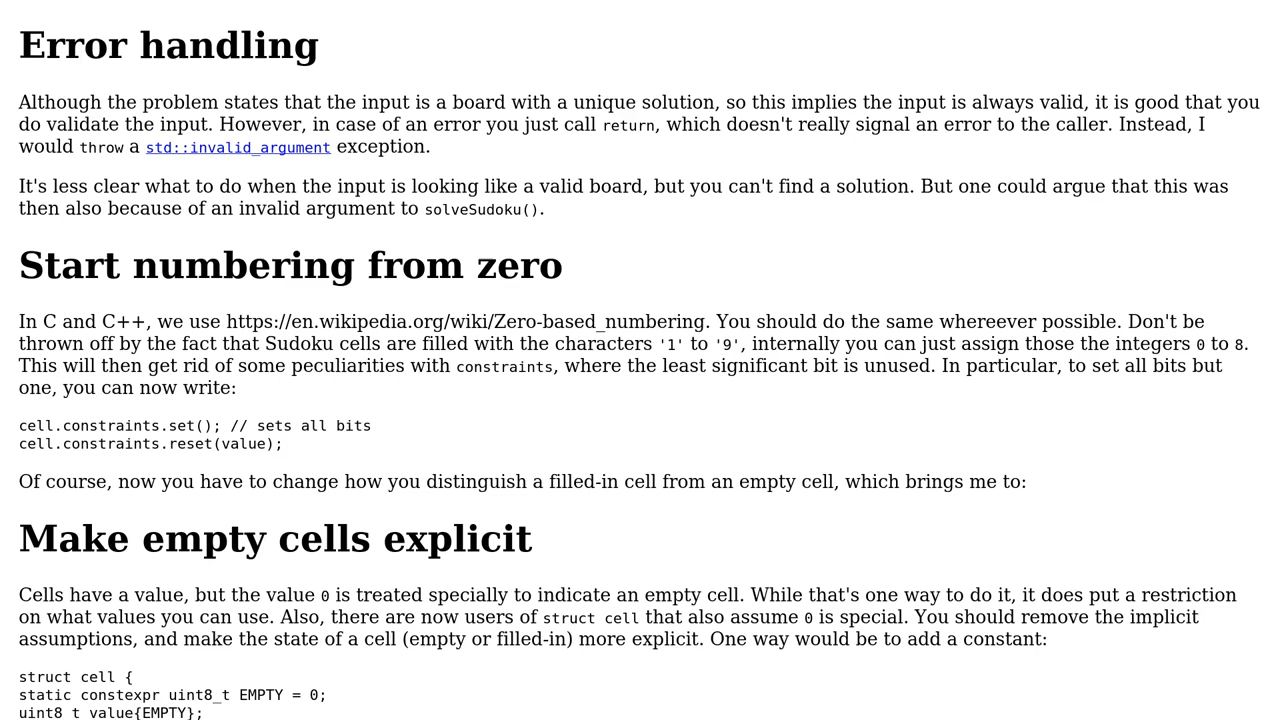 Error handling
Although the problem states that the input is a board with a unique solution, so this implies the input is always valid, it is good that you
do validate the input. However, in case of an error you just call return, which doesn't really signal an error to the caller. Instead, I
would throw a std::invalid_argument exception.
It's less clear what to do when the input is looking like a valid board, but you can't find a solution. But one could argue that this was
then also because of an invalid argument to solveSudoku().
Start numbering from zero
In C and C++, we use https://en.wikipedia.org/wiki/Zero-based_numbering. You should do the same whereever possible. Don't be
thrown off by the fact that Sudoku cells are filled with the characters '1' to '9', internally you can just assign those the integers 0 to 8.
This will then get rid of some peculiarities with constraints, where the least significant bit is unused. In particular, to set all bits but
one, you can now write:
cell.constraints.set(); // sets all bits
cell.constraints.reset(value);
Of course, now you have to change how you distinguish a filled-in cell from an empty cell, which brings me to:
Make empty cells explicit
Cells have a value, but the value 0 is treated specially to indicate an empty cell. While that's one way to do it, it does put a restriction
on what values you can use. Also, there are now users of struct cell that also assume 0 is special. You should remove the implicit
assumptions, and make the state of a cell (empty or filled-in) more explicit. One way would be to add a constant:
struct cell {
static constexpr uint8_t EMPTY = 0;
uint8_t value{EMPTY};